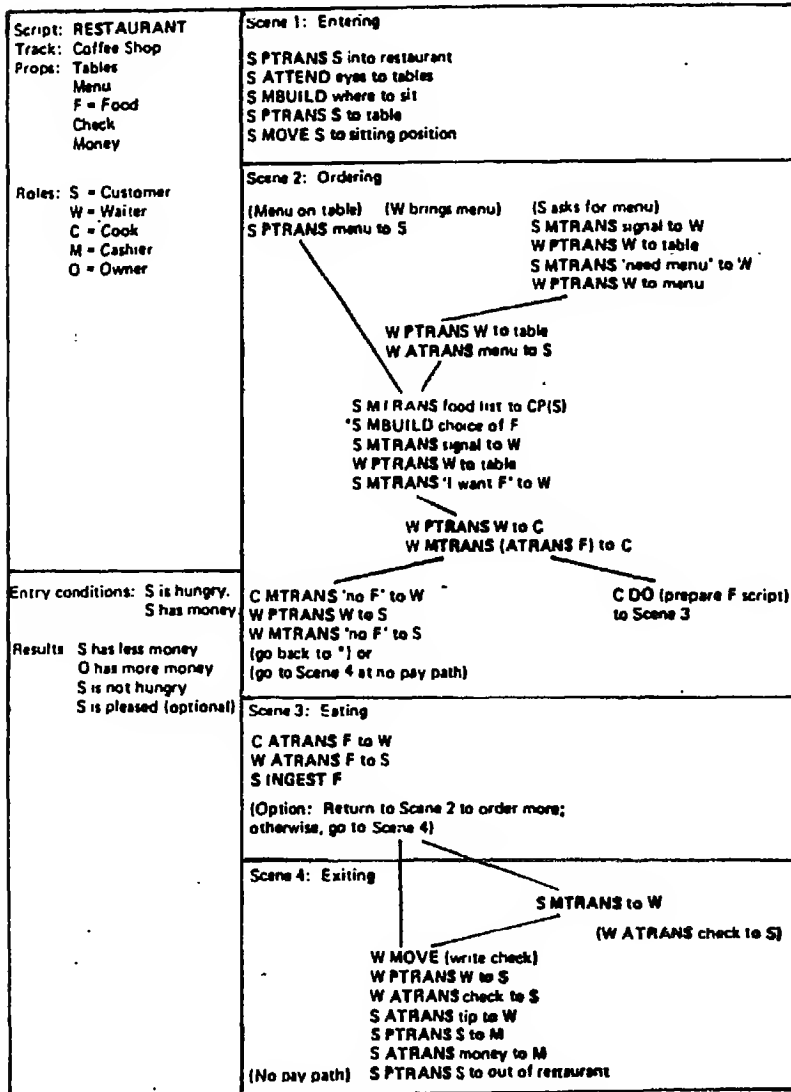 Script: RESTAURANT
Track: Coffee Shop
Props: Tables
Menu
F = Food
Check
Money
Roles: S = Customer
W = Waiter
C = Cook
M = Cashier
O = Owner
Entry conditions: S is hungry.
S has money
Results S has less money
O has more money
S is not hungry
S is pleased (optional)
Scene 1: Entering
S PTRANS S into restaurant
S ATTEND eyes to tables
S MBUILD where to sit
S PTRANS S to table
S MOVE S to sitting position
Scene 2: Ordering
(Menu on table) (W brings menu) (S asks for menu)
S PTRANS menu to S
S MTRANS signal to W
W PTRANS W to table
S MTRANS 'need menu' to W
W PTRANS W to menu
W PTRANS W to table
W ATRANS menu to S
S MTRANS food list to CP(S)
*S MBUILD choice of F
S MTRANS signal to W
W PTRANS W to table
S MTRANS 'I want F' to W
W PTRANS W to C
W MTRANS (ATRANS F) to C
C MTRANS 'no F' to W
W PTRANS W to S
W MTRANS 'no F' to S
(go back to *) or
(go to Scene 4 at no pay path)
C DO (prepare F script)
to Scene 3
Scene 3: Eating
C ATRANS F to W
W ATRANS F to S
S INGEST F
(Option: Return to Scene 2 to order more;
otherwise, go to Scene 4)
Scene 4: Exiting
S MTRANS to W
(W ATRANS check to S)
W MOVE (write check)
W PTRANS W to S
W ATRANS check to S
S ATRANS tip to W
S PTRANS S to M
S ATRANS money to M
(No pay path) S PTRANS S to out of restaurant